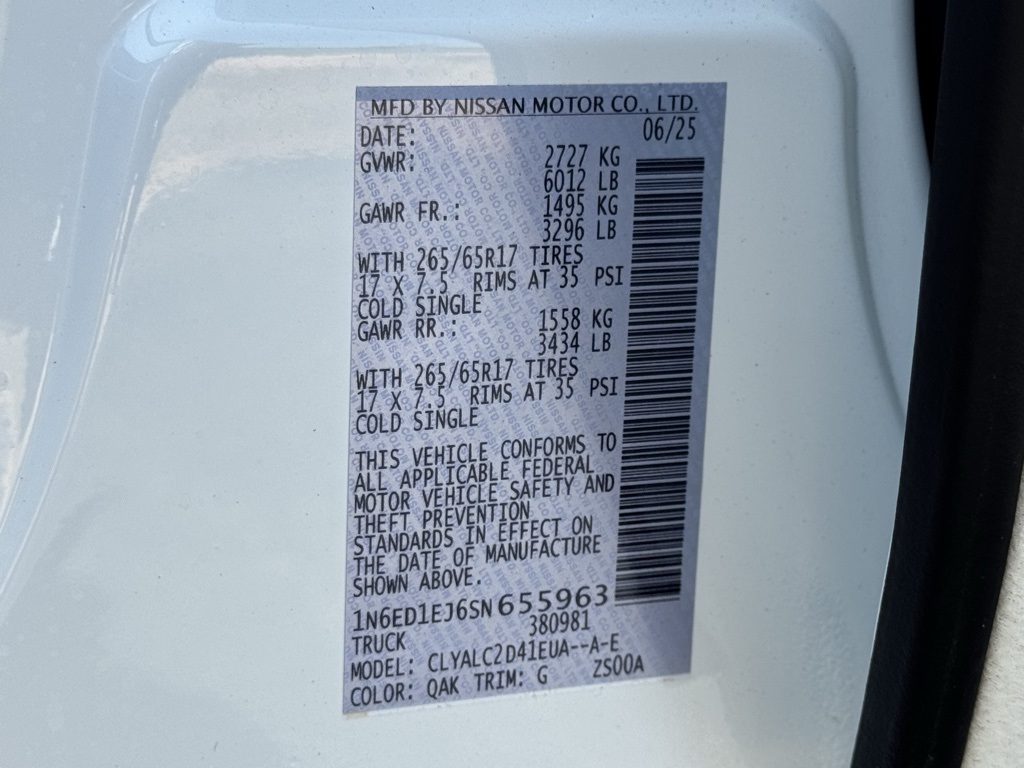 MFD BY NISSAN MOTOR CO., LTD.
DATE: 06/25
GVWR: 2727 KG
6012 LB
GAWR FR.: 1495 KG
3296 LB
WITH 265/65R17 TIRES
17 X 7.5 RIMS AT 35 PSI
COLD SINGLE
GAWR RR.: 1558 KG
3434 LB
WITH 265/65R17 TIRES
17 X 7.5 RIMS AT 35 PSI
COLD SINGLE
THIS VEHICLE CONFORMS TO
ALL APPLICABLE FEDERAL
MOTOR VEHICLE SAFETY AND
THEFT PREVENTION
STANDARDS IN EFFECT ON
THE DATE OF MANUFACTURE
SHOWN ABOVE.
1N6ED1EJ6SN655963
380981
TRUCK
MODEL: CLYALC2D41EUA--A-E
COLOR: QAK TRIM: G ZS00A